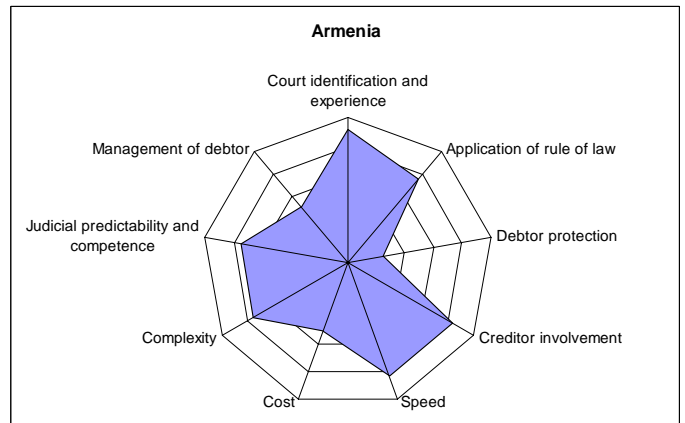 Armenia
Court identification and
experience
Management of debtor
Application of rule of law
Judicial predictability and
competence
Debtor protection
Complexity
Creditor involvement
Cost
Speed